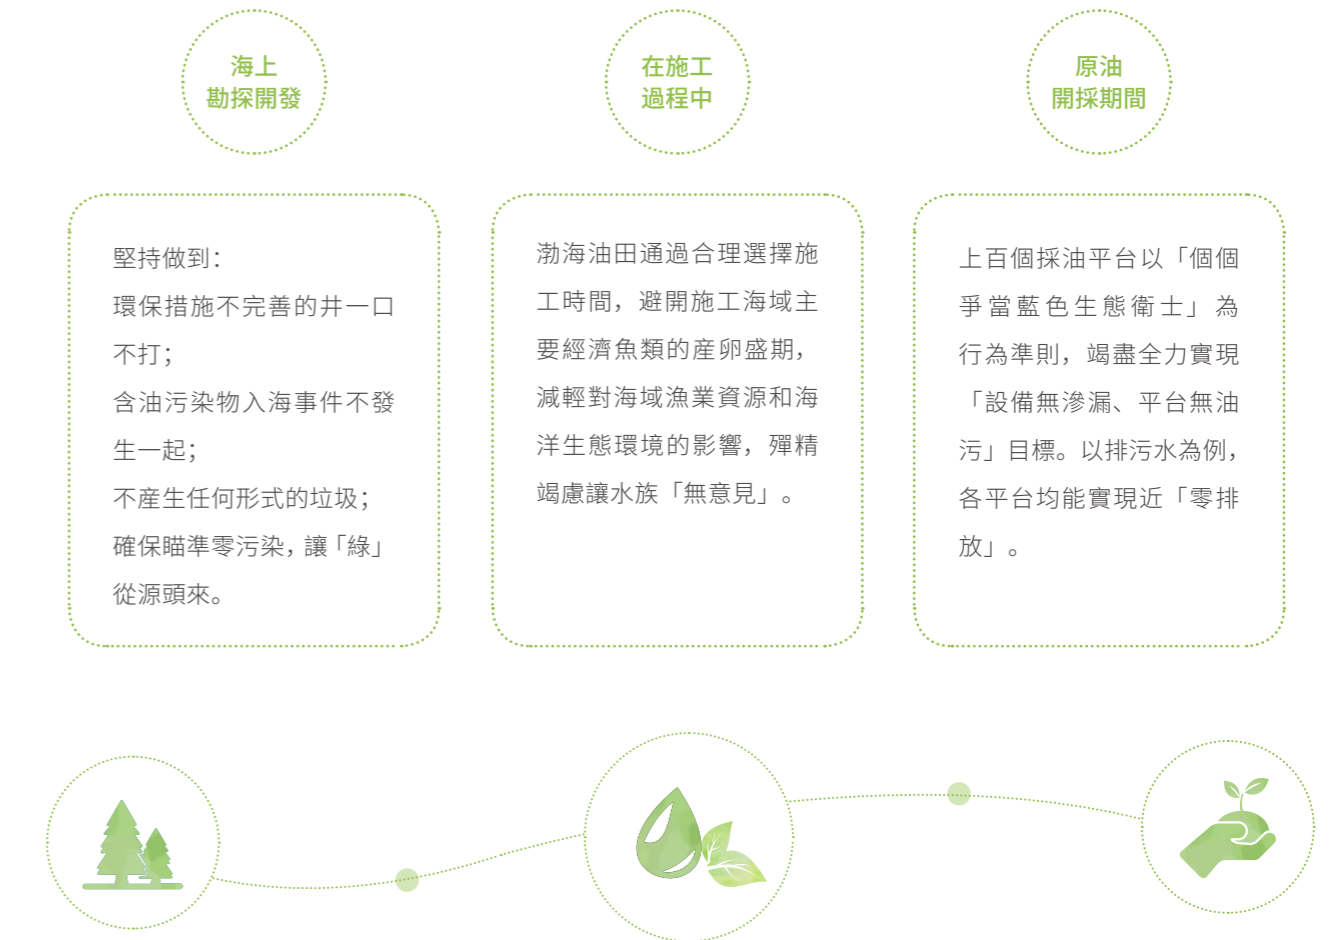 海上
勘探開發
堅持做到：
環保措施不完善的井一口
不打；
含油污染物入海事件不發
生一起；
不産生任何形式的垃圾；
確保瞄準零污染，讓「綠」
從源頭來。
在施工
過程中
渤海油田通過合理選擇施
工時間，避開施工海域主
要經濟魚類的産卵盛期，
減輕對海域漁業資源和海
洋生態環境的影響，殫精
竭慮讓水族「無意見」。
原油
開採期間
上百個採油平台以「個個
爭當藍色生態衛士」為
行為準則，竭盡全力實現
「設備無滲漏、平台無油
污」目標。以排污水為例，
各平台均能實現近「零排
放」。